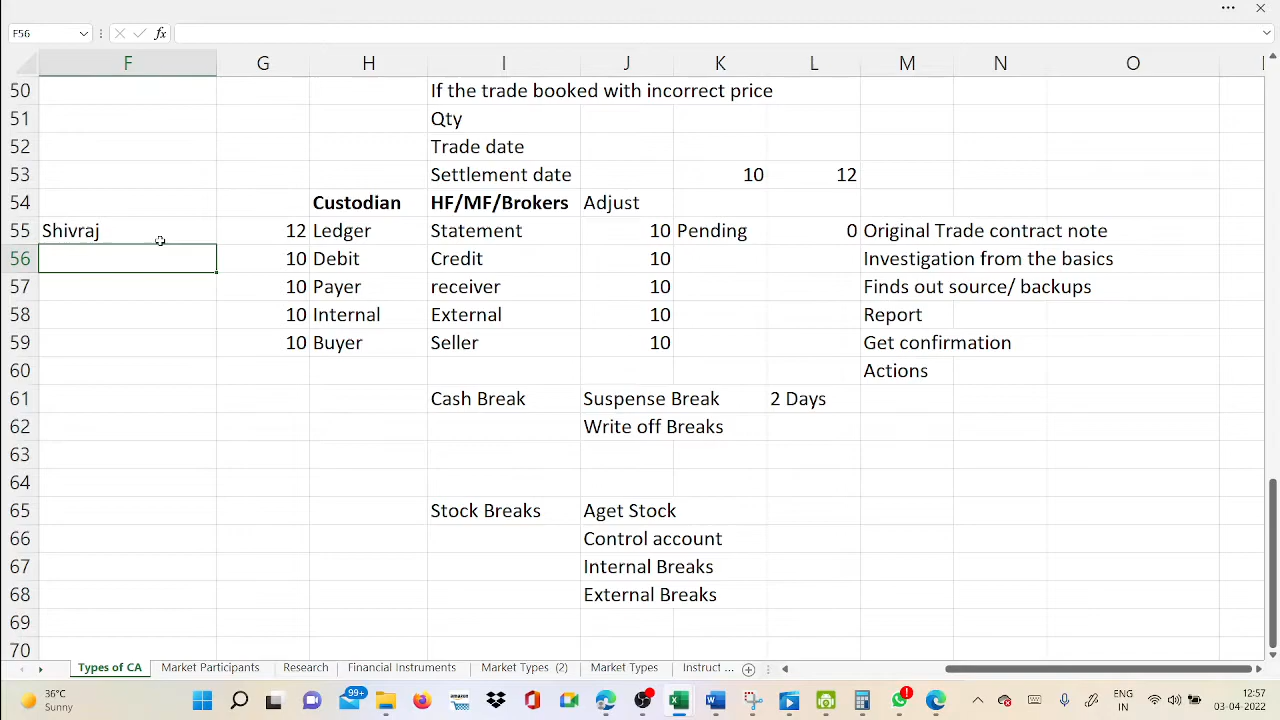 F56
fx
F G H I J K L M N O
50 If the trade booked with incorrect price
51 Qty
52 Trade date
53 Settlement date 10 12
54 Custodian HF/MF/Brokers Adjust
55 Shivraj 12 Ledger Statement 10 Pending 0 Original Trade contract note
56 10 Debit Credit 10 Investigation from the basics
57 10 Payer receiver 10 Finds out source/ backups
58 10 Internal External 10 Report
59 10 Buyer Seller 10 Get confirmation
60 Actions
61 Cash Break Suspense Break 2 Days
62 Write off Breaks
63
64
65 Stock Breaks Aget Stock
66 Control account
67 Internal Breaks
68 External Breaks
69
70
Types of CA Market Participants Research Financial Instruments Market Types (2) Market Types Instruct ...
36°C
Sunny
99+
amazon
ENG
IN
12:57
03-04-2022